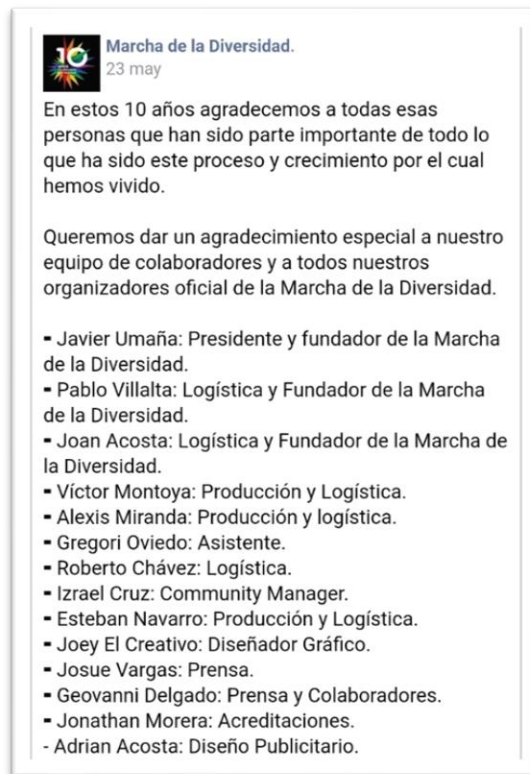 10
Marcha de la Diversidad.
23 may
En estos 10 años agradecemos a todas esas
personas que han sido parte importante de todo lo
que ha sido este proceso y crecimiento por el cual
hemos vivido.
Queremos dar un agradecimiento especial a nuestro
equipo de colaboradores y a todos nuestros
organizadores oficial de la Marcha de la Diversidad.
- Javier Umaña: Presidente y fundador de la Marcha
de la Diversidad.
- Pablo Villalta: Logística y Fundador de la Marcha
de la Diversidad.
- Joan Acosta: Logística y Fundador de la Marcha de
la Diversidad.
- Víctor Montoya: Producción y Logística.
- Alexis Miranda: Producción y logística.
- Gregori Oviedo: Asistente.
- Roberto Chávez: Logística.
- Izrael Cruz: Community Manager.
- Esteban Navarro: Producción y Logística.
- Joey El Creativo: Diseñador Gráfico.
- Josue Vargas: Prensa.
- Geovanni Delgado: Prensa y Colaboradores.
- Jonathan Morera: Acreditaciones.
- Adrian Acosta: Diseño Publicitario.